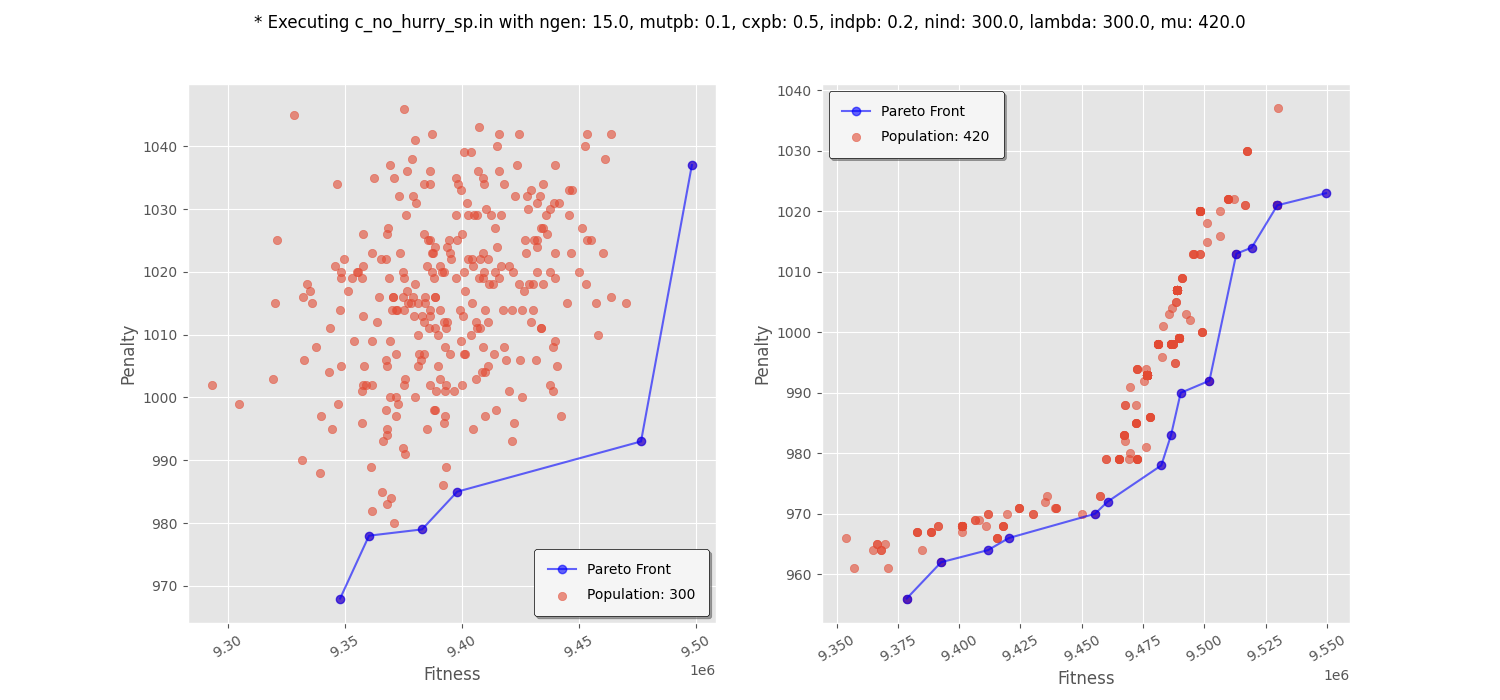 * Executing c_no_hurry_sp.in with ngen: 15.0, mutpb: 0.1, cxpb: 0.5, indpb: 0.2, nind: 300.0, lambda: 300.0, mu: 420.0
Penalty
1040
1030
1020
1010
1000
990
980
970
Pareto Front
Population: 300
9.30
9.35
9.40
9.45
9.50
1e6
Fitness
Penalty
1040
1030
1020
1010
1000
990
980
970
960
Pareto Front
Population: 420
9.350
9.375
9.400
9.425
9.450
9.475
9.500
9.525
9.550
1e6
Fitness